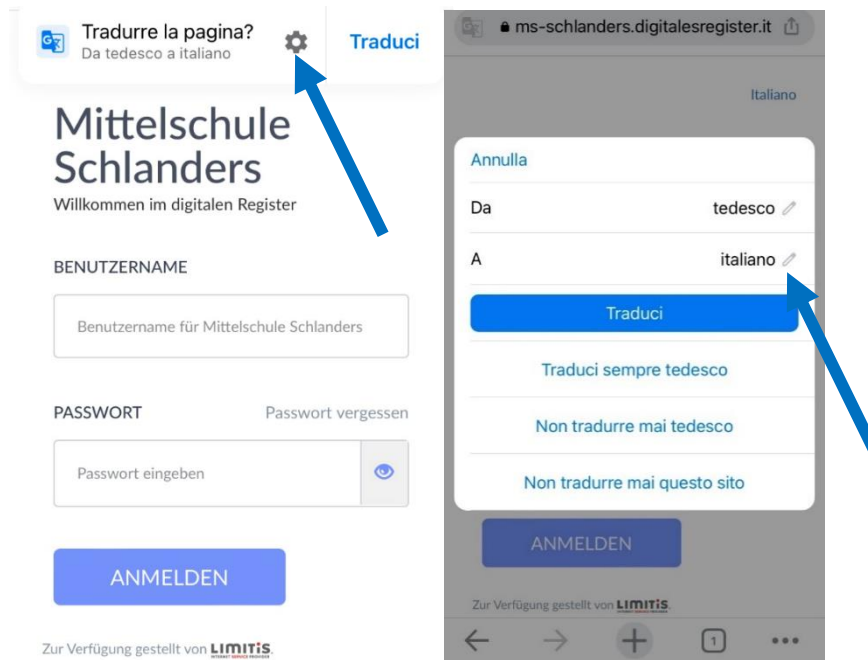 Tradurre la pagina?
Da tedesco a italiano
Traduci
Mittelschule
Schlanders
Willkommen im digitalen Register
BENUTZERNAME
Benutzername für Mittelschule Schlanders
PASSWORT Passwort vergessen
Passwort eingeben
ANMELDEN
Zur Verfügung gestellt von LIMITIS.
INTERNET SERVICE PROVIDER
ms-schlanders.digitalesregister.it
Italiano
Annulla
Da tedesco
A italiano
Traduci
Traduci sempre tedesco
Non tradurre mai tedesco
Non tradurre mai questo sito
ANMELDEN
Zur Verfügung gestellt von LIMITIS.
1